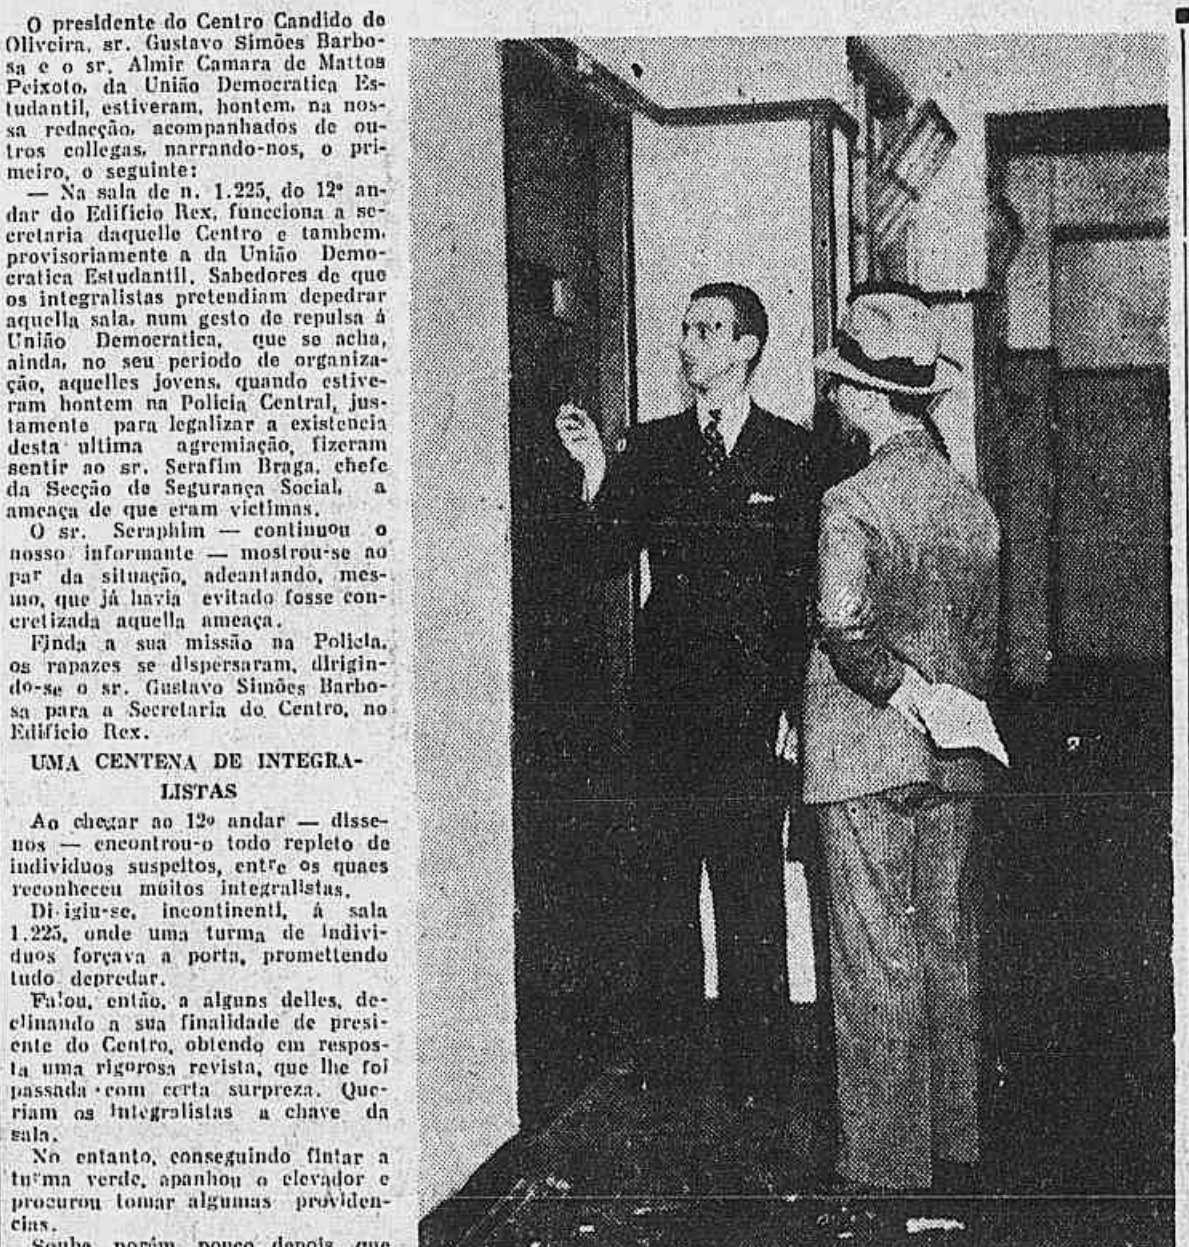 O presidente do Centro Candido de
Oliveira, sr. Gustavo Simões Barbo-
sa e o sr. Almir Camara de Mattos
Peixoto, da União Democratica Es-
tudantil, estiveram, hontem, na nos-
sa redacção, acompanhados de ou-
tros collegas, narrando-nos, o pri-
meiro, o seguinte:
— Na sala de n. 1.225, do 12º an-
dar do Edificio Rex, funcciona a se-
cretaria daquelle Centro e tambem,
provisoriamente a da União Demo-
cratica Estudantil. Sabedores de que
os integralistas pretendiam depedrar
aquella sala, num gesto de repulsa á
União Democratica, que se acha,
ainda, no seu periodo de organiza-
ção, aquelles jovens, quando estive-
ram hontem na Policia Central, jus-
tamente para legalizar a existencia
desta ultima agremiação, fizeram
sentir ao sr. Serafim Braga, chefe
da Secção de Segurança Social, a
ameaça de que eram victimas.
O sr. Seraphim — continuou o
nosso informante — mostrou-se ao
par da situação, adeantando, mes-
mo, que já havia evitado fosse con-
cretizada aquella ameaça.
Finda a sua missão na Policia,
os rapazes se dispersaram, dirigin-
do-se o sr. Gustavo Simões Barbo-
sa para a Secretaria do Centro, no
Edificio Rex.
UMA CENTENA DE INTEGRA-
LISTAS
Ao chegar ao 12º andar — disse-
nos — encontrou-o todo repleto de
individuos suspeitos, entre os quaes
reconheceu muitos integralistas.
Di-igiu-se, incontinenti, á sala
1.225, onde uma turma de indivi-
duos forçava a porta, promettendo
tudo depredar.
Falou, então, a alguns delles, de-
clinando a sua finalidade de presi-
ente do Centro, obtendo em respos-
ta uma rigorosa revista, que lhe foi
passada com certa surpreza. Que-
riam os integralistas a chave da
sala.
No entanto, conseguindo fintar a
turma verde, apanhou o elevador e
procurou tomar algumas providen-
cias.
Soube, porém, pouco depois, que